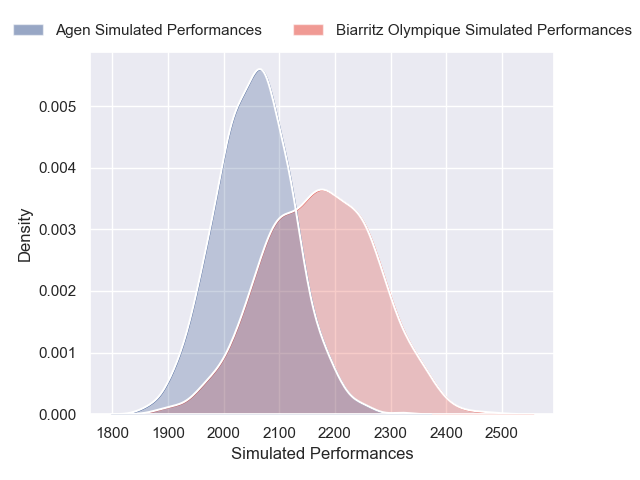 Agen Simulated Performances
Biarritz Olympique Simulated Performances
0.005
0.004
0.003
0.002
0.001
0.000
Density
1800 1900 2000 2100 2200 2300 2400 2500
Simulated Performances